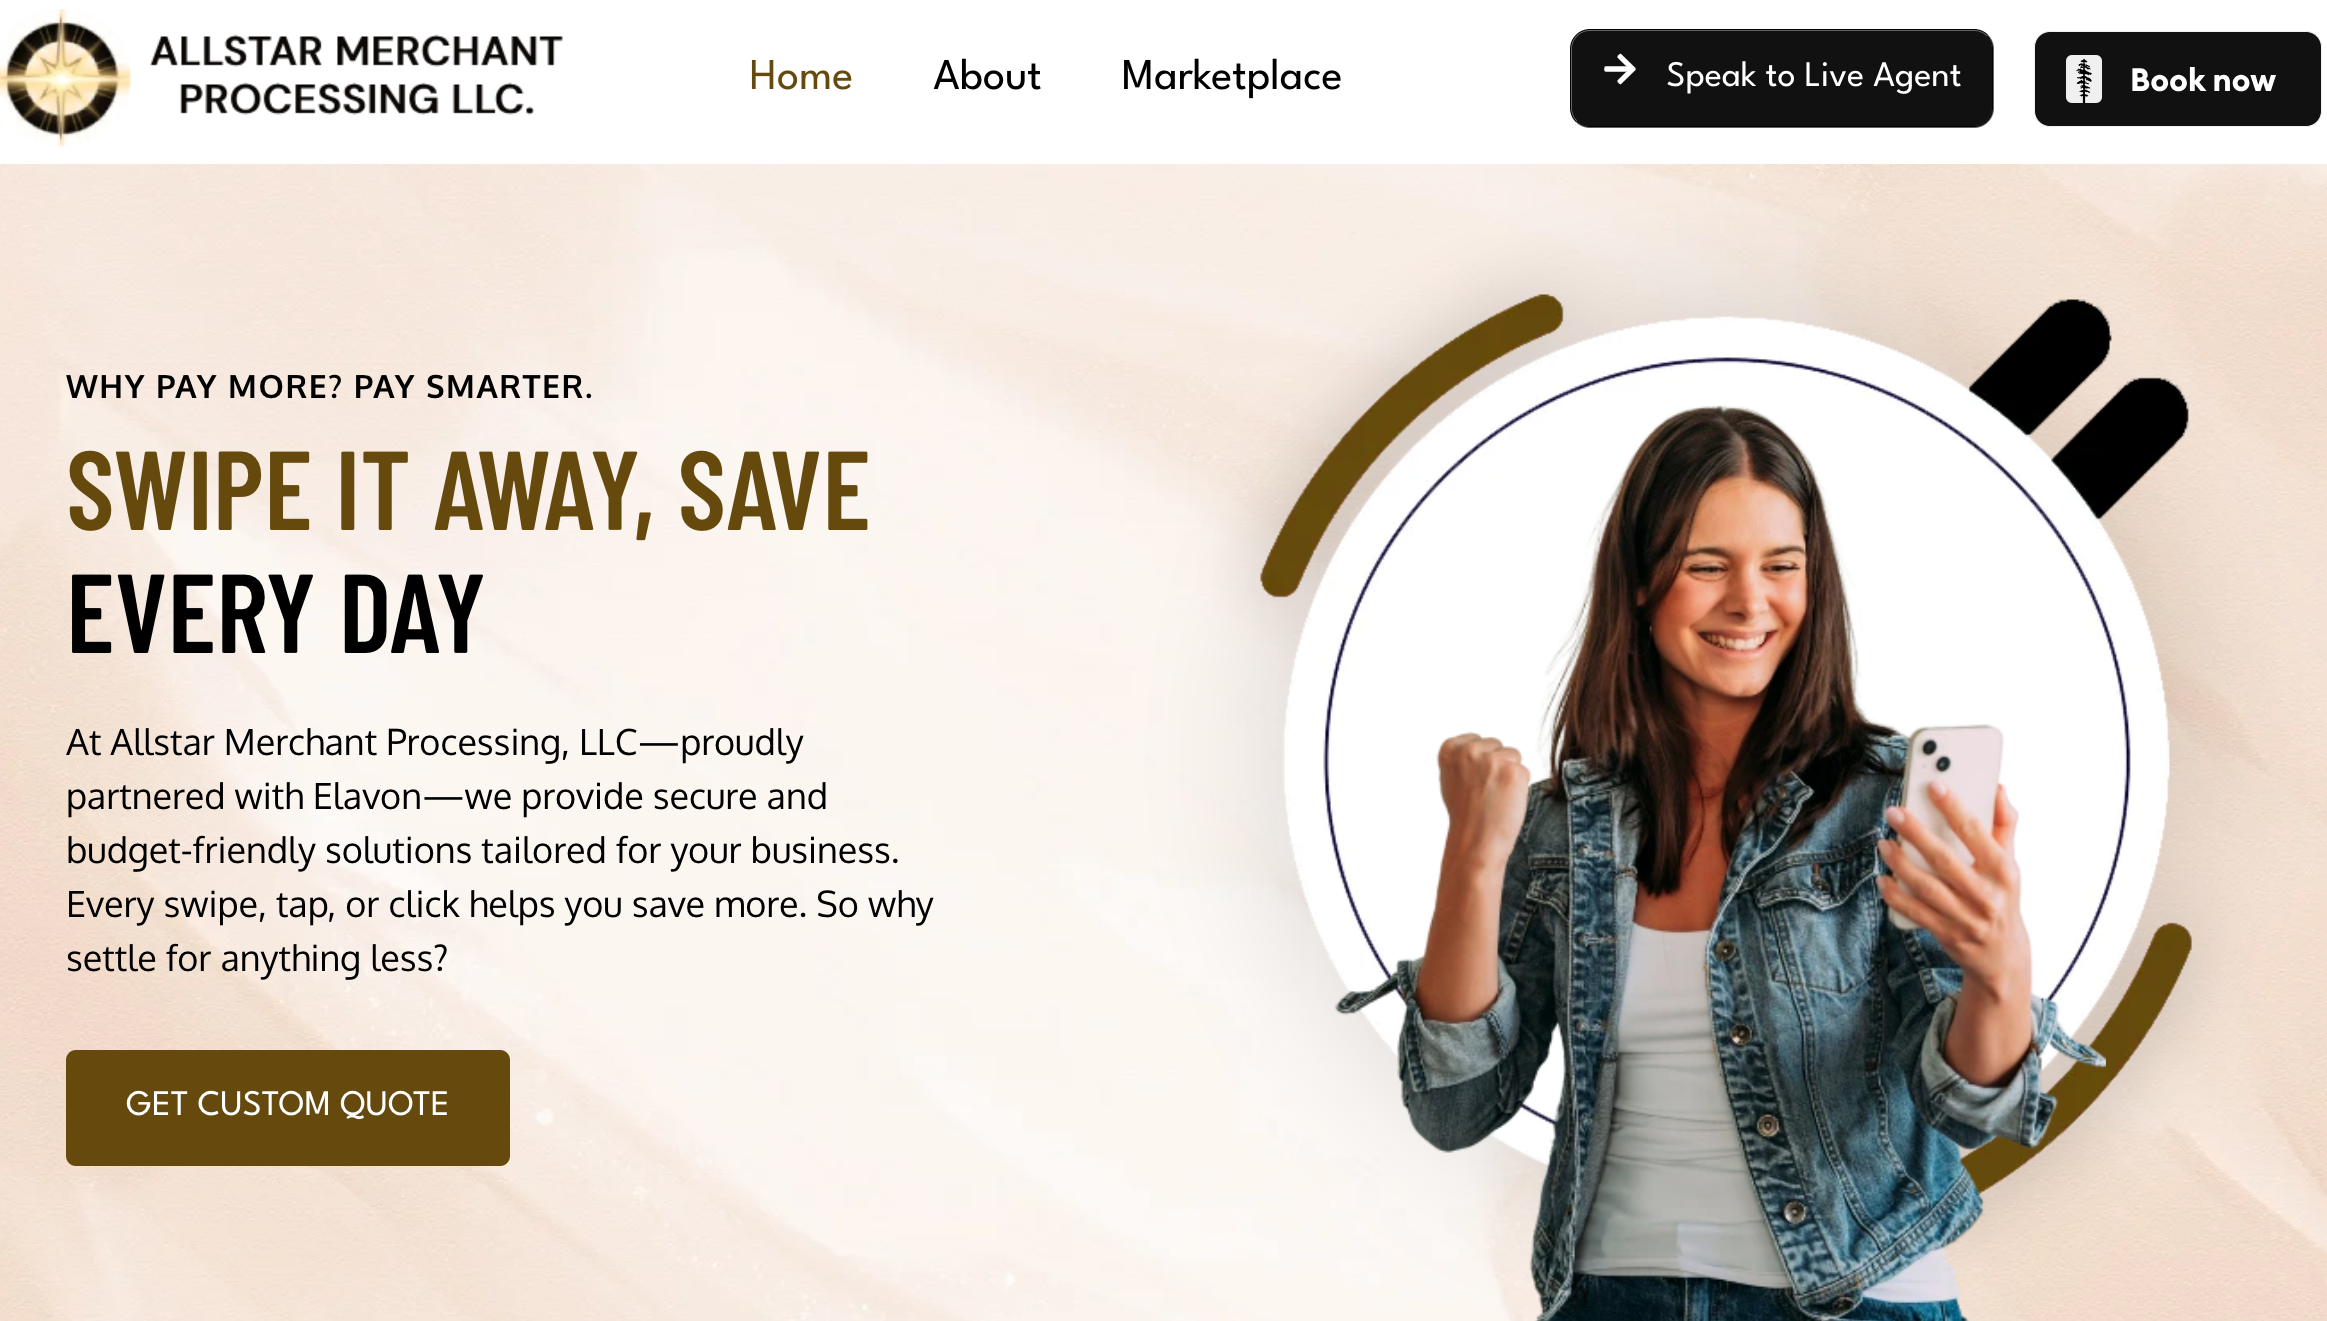 ALLSTAR MERCHANT
PROCESSING LLC.
Home
About
Marketplace
Speak to Live Agent
Book now
WHY PAY MORE? PAY SMARTER.
SWIPE IT AWAY, SAVE
EVERY DAY
At Allstar Merchant Processing, LLC—proudly
partnered with Elavon—we provide secure and
budget-friendly solutions tailored for your business.
Every swipe, tap, or click helps you save more. So why
settle for anything less?
GET CUSTOM QUOTE